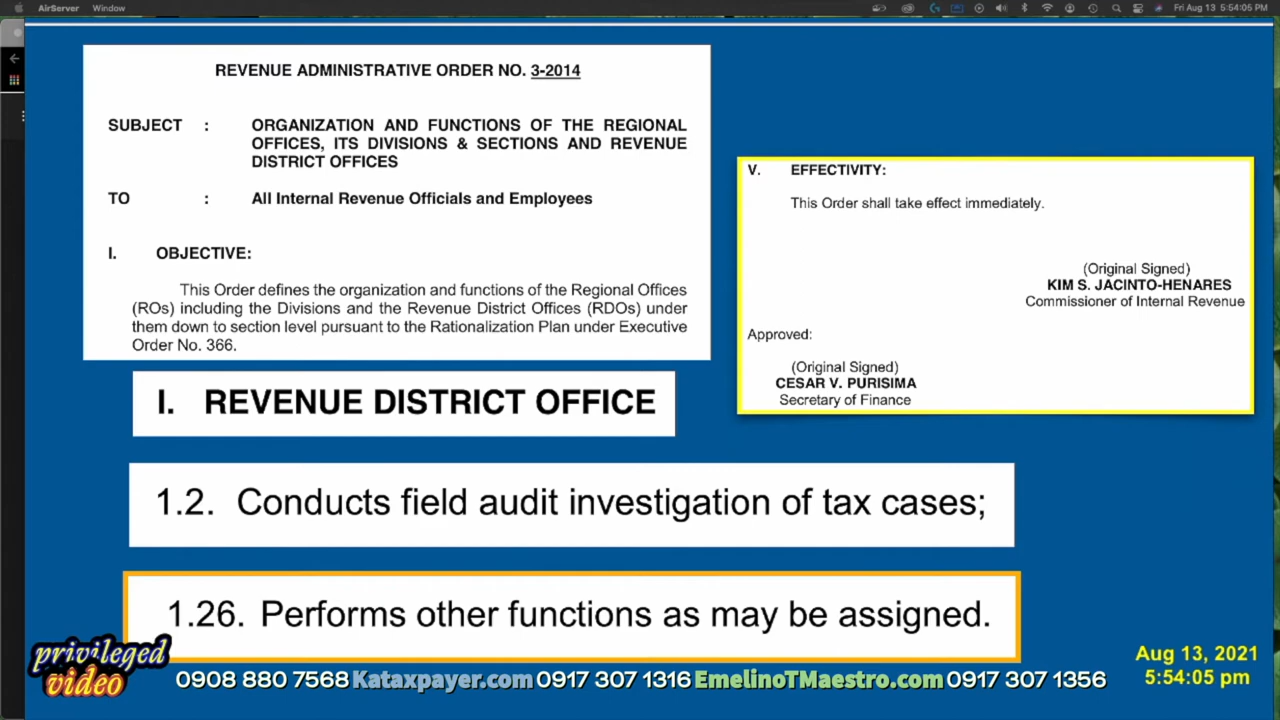 AirServer Window
Fri Aug 13 5:54:05 PM
REVENUE ADMINISTRATIVE ORDER NO. 3-2014
SUBJECT : ORGANIZATION AND FUNCTIONS OF THE REGIONAL
OFFICES, ITS DIVISIONS & SECTIONS AND REVENUE
DISTRICT OFFICES
TO : All Internal Revenue Officials and Employees
I. OBJECTIVE:
This Order defines the organization and functions of the Regional Offices
(ROs) including the Divisions and the Revenue District Offices (RDOs) under
them down to section level pursuant to the Rationalization Plan under Executive
Order No. 366.
V. EFFECTIVITY:
This Order shall take effect immediately.
(Original Signed)
KIM S. JACINTO-HENARES
Commissioner of Internal Revenue
Approved:
(Original Signed)
CESAR V. PURISIMA
Secretary of Finance
I. REVENUE DISTRICT OFFICE
1.2. Conducts field audit investigation of tax cases;
1.26. Performs other functions as may be assigned.
privileged
video
0908 880 7568 Kataxpayer.com 0917 307 1316 EmelinoTMaestro.com 0917 307 1356
Aug 13, 2021
5:54:05 pm